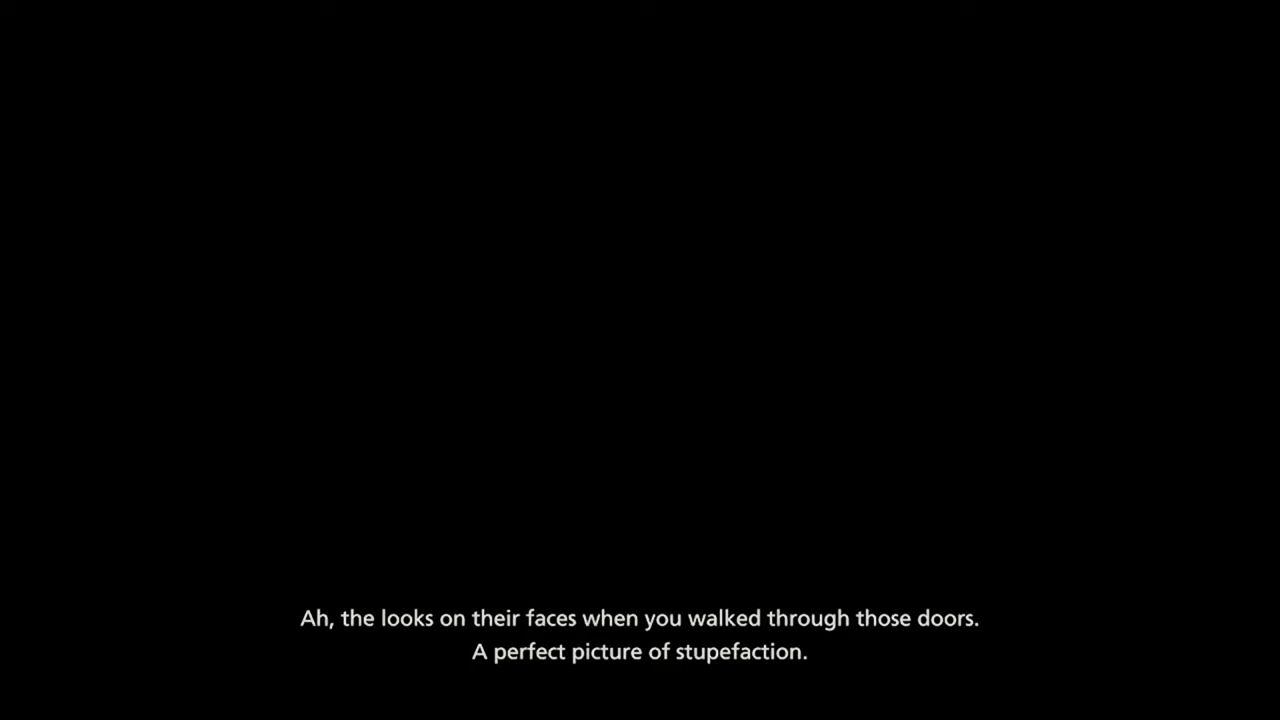 Ah, the looks on their faces when you walked through those doors.
A perfect picture of stupefaction.